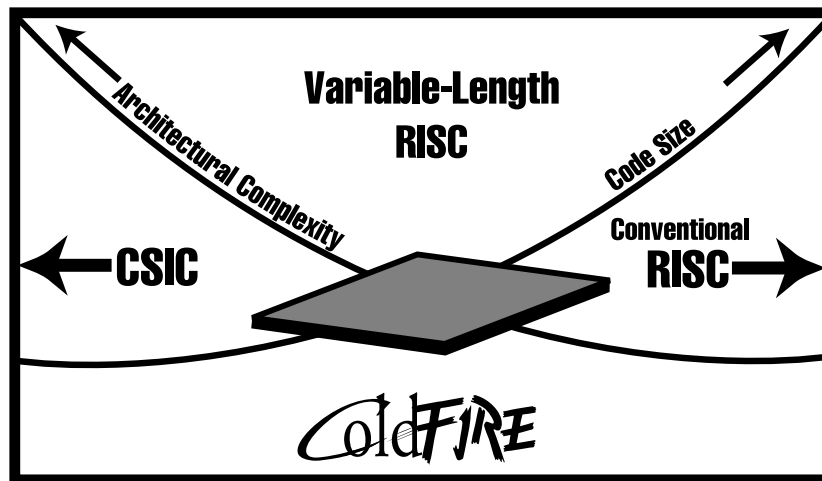 Variable-Length
RISC
Architectural Complexity
Code Size
CSIC
Conventional
RISC
ColdFIRE